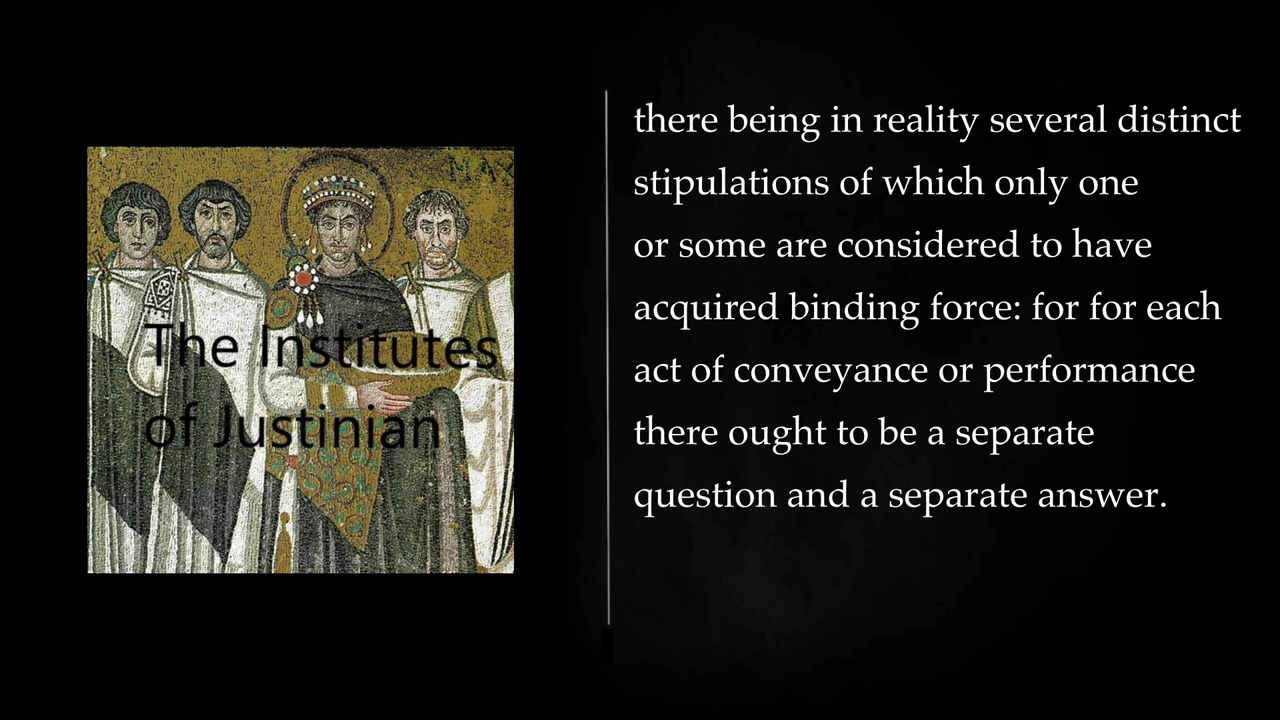 MAX
The Institutes
of Justinian
there being in reality several distinct
stipulations of which only one
or some are considered to have
acquired binding force: for for each
act of conveyance or performance
there ought to be a separate
question and a separate answer.